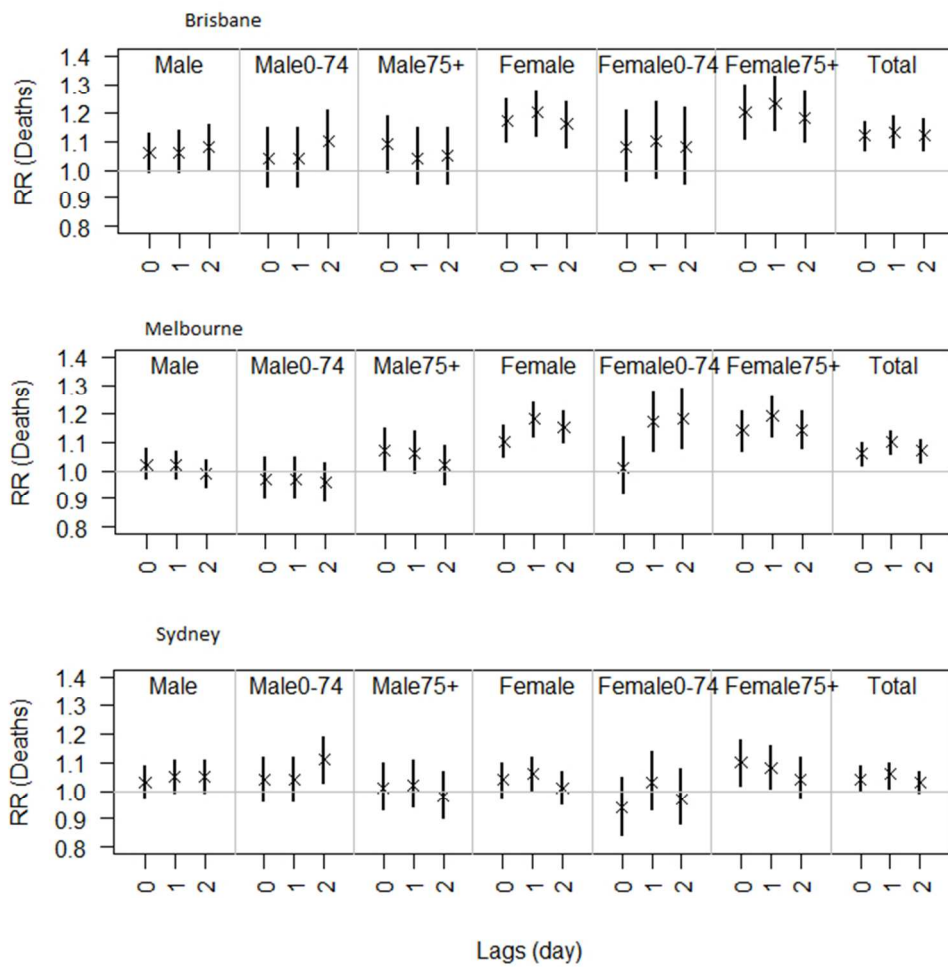 Brisbane
Male Male0-74 Male75+ Female Female0-74 Female75+ Total
RR (Deaths)
1.4
1.3
1.2
1.1
1.0
0.9
0.8
0 1 2 0 1 2 0 1 2 0 1 2 0 1 2 0 1 2 0 1 2
Melbourne
Male Male0-74 Male75+ Female Female0-74 Female75+ Total
RR (Deaths)
1.4
1.3
1.2
1.1
1.0
0.9
0.8
0 1 2 0 1 2 0 1 2 0 1 2 0 1 2 0 1 2 0 1 2
Sydney
Male Male0-74 Male75+ Female Female0-74 Female75+ Total
RR (Deaths)
1.4
1.3
1.2
1.1
1.0
0.9
0.8
0 1 2 0 1 2 0 1 2 0 1 2 0 1 2 0 1 2 0 1 2
Lags (day)